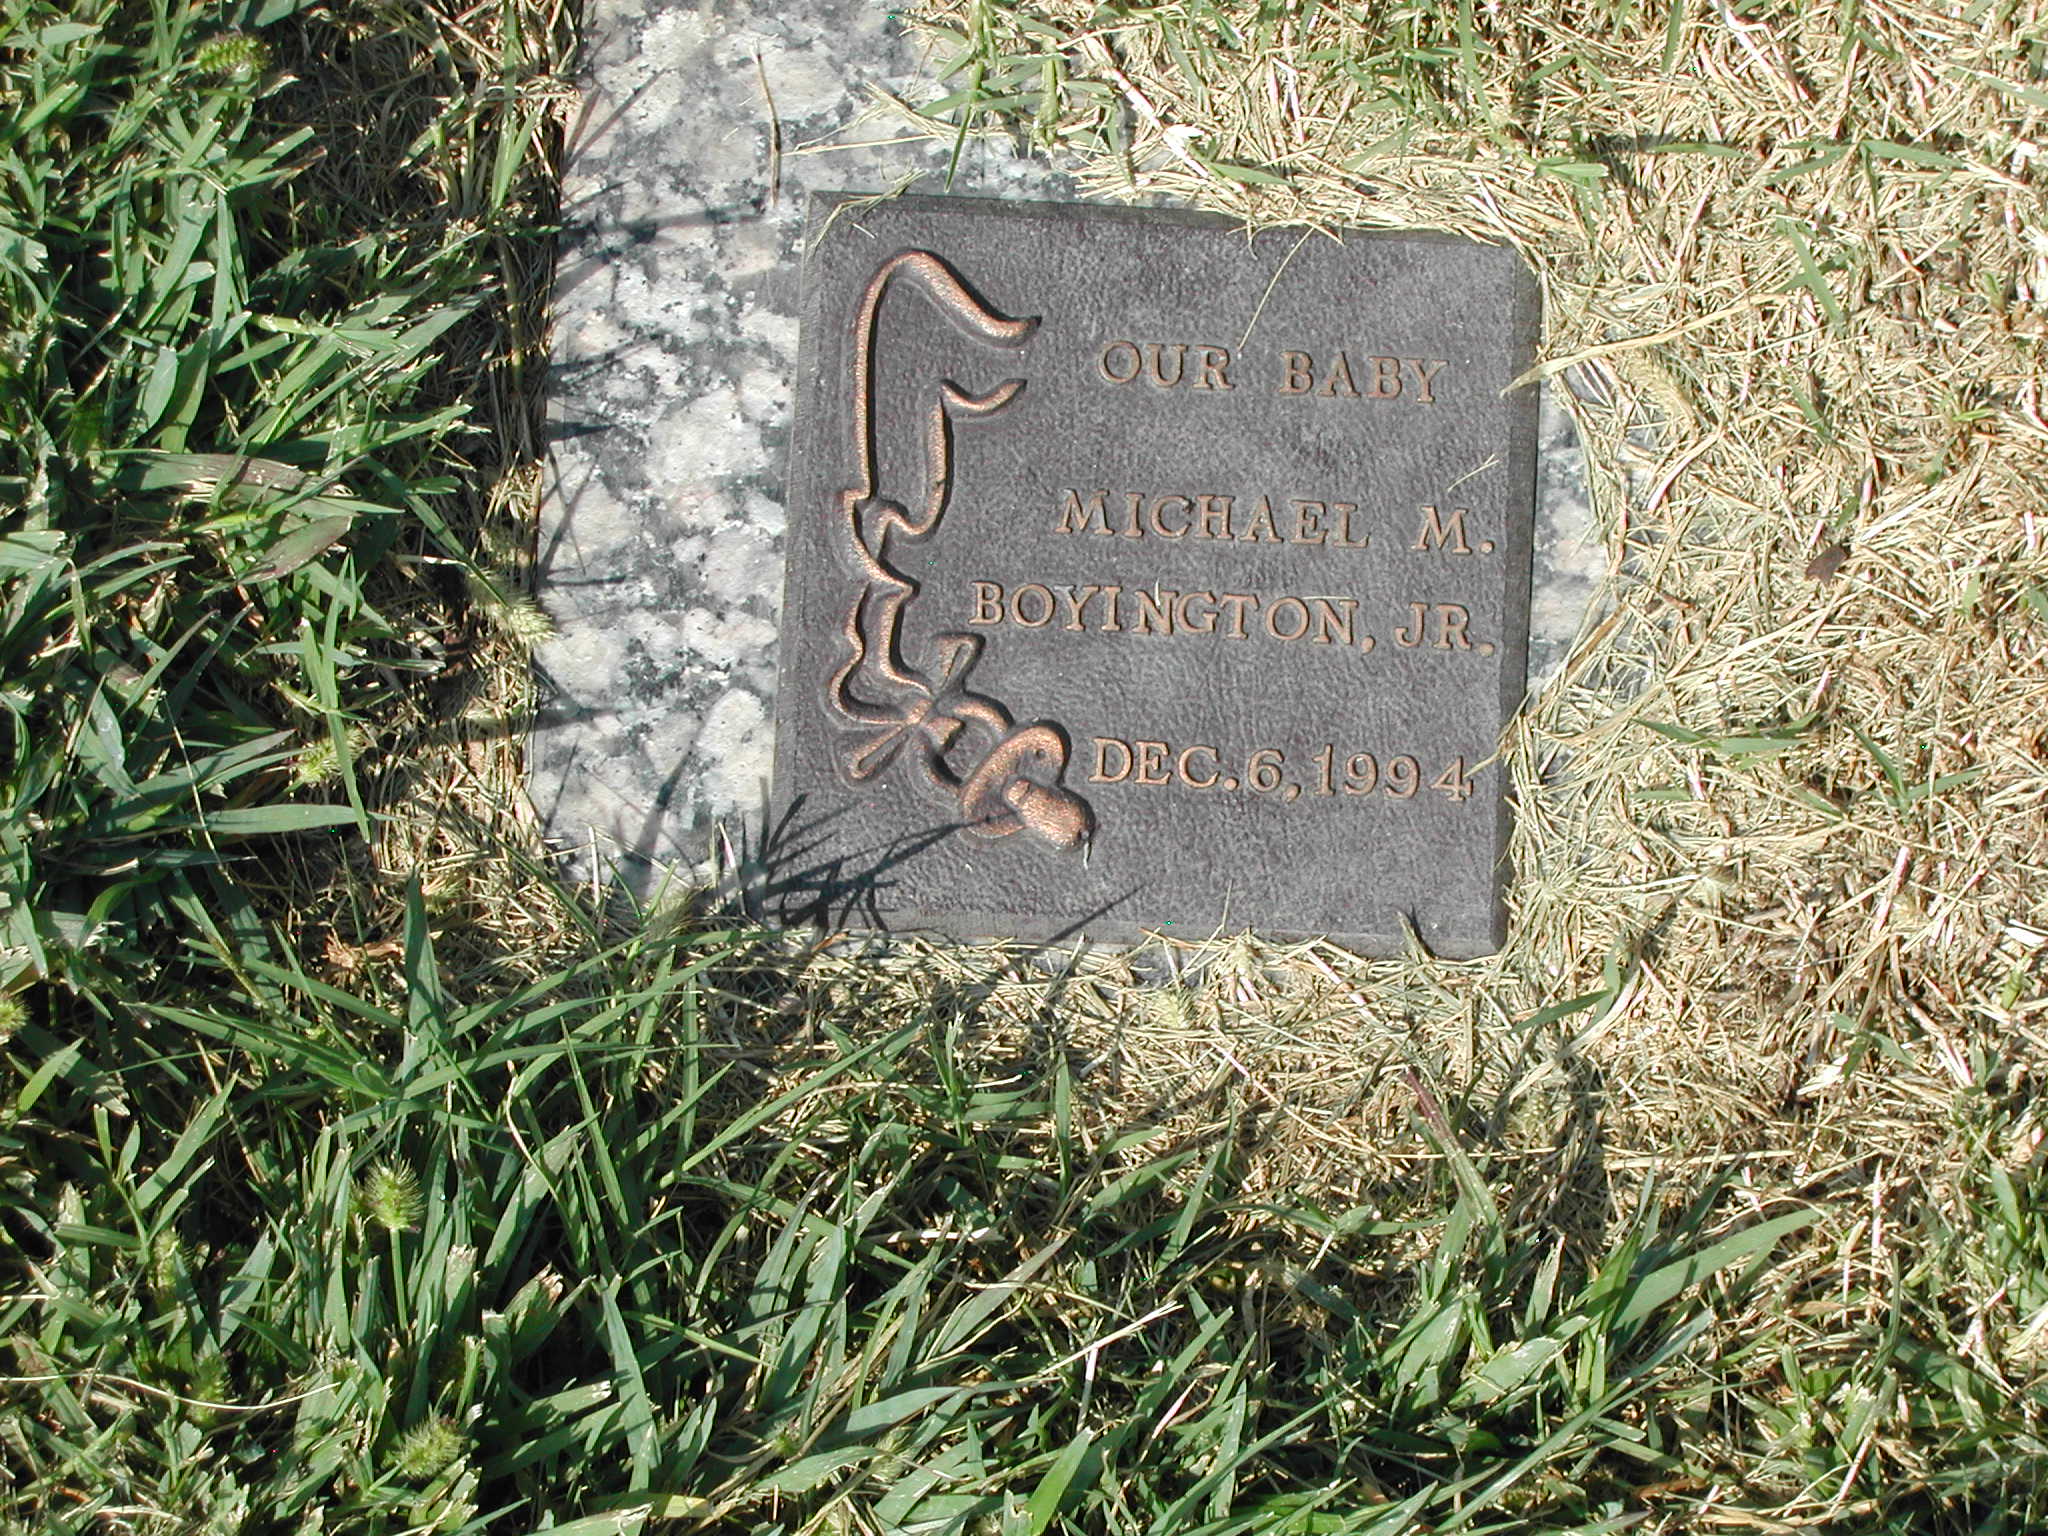 OUR BABY
MICHAEL M.
BOYINGTON, JR.
DEC. 6, 1994